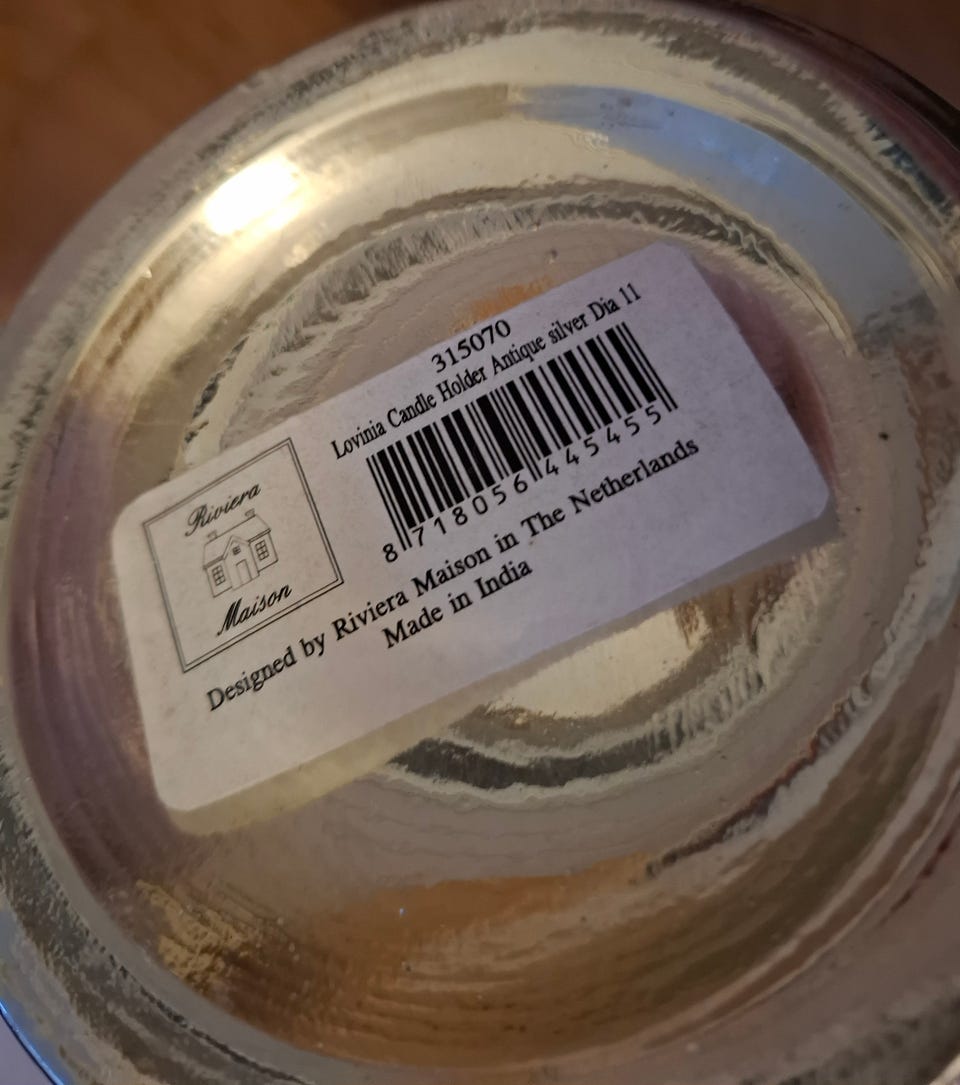 315070
Lovinia Candle Holder Antique silver Dia 11
8 718056 445455
Riviera
Maison
Designed by Riviera Maison in The Netherlands
Made in India